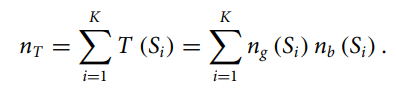 n_T = \sum_{i=1}^{K} T (S_i) = \sum_{i=1}^{K} n_g (S_i) n_b (S_i) .